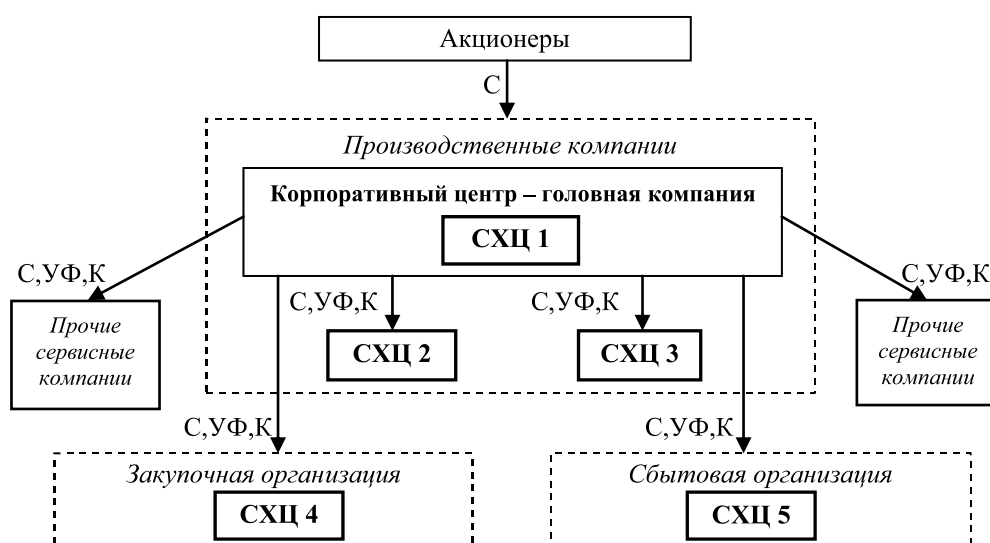 Акционеры
С
Производственные компании
Корпоративный центр – головная компания
СХЦ 1
С,УФ,К
С,УФ,К
С,УФ,К
С,УФ,К
Прочие
сервисные
компании
СХЦ 2
СХЦ 3
Прочие
сервисные
компании
С,УФ,К
С,УФ,К
Закупочная организация
СХЦ 4
Сбытовая организация
СХЦ 5